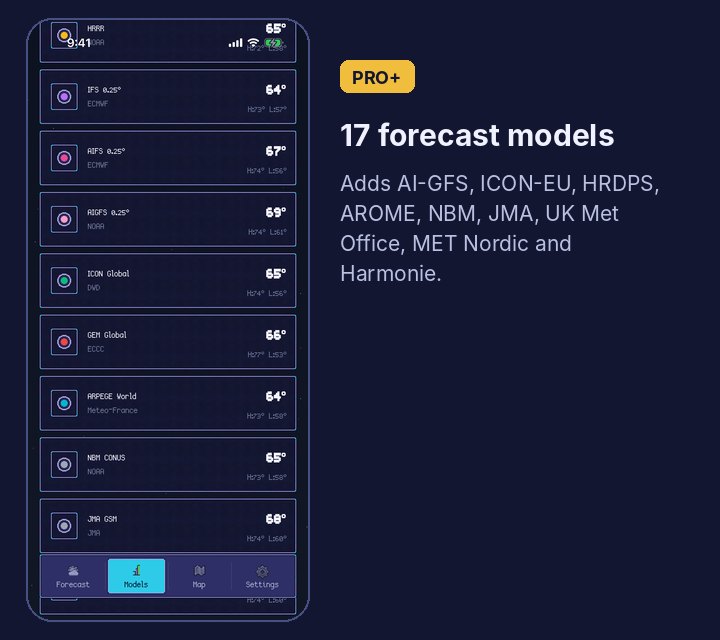 HRRR
65°
9:41
NOAA
IFS 0.25°
64°
ECMWF
H:73° L:57°
AIFS 0.25°
67°
ECMWF
H:74° L:56°
AIGFS 0.25°
69°
NOAA
H:74° L:61°
ICON Global
65°
DWD
H:74° L:56°
GEM Global
66°
ECCC
H:77° L:53°
ARPEGE World
64°
Meteo-France
H:73° L:58°
NBM CONUS
65°
NOAA
H:73° L:58°
JMA GSM
68°
JMA
H:74° L:60°
Forecast
Models
Map
Settings
H:74° L:60°
PRO+
17 forecast models
Adds AI-GFS, ICON-EU, HRDPS,
AROME, NBM, JMA, UK Met
Office, MET Nordic and
Harmonie.